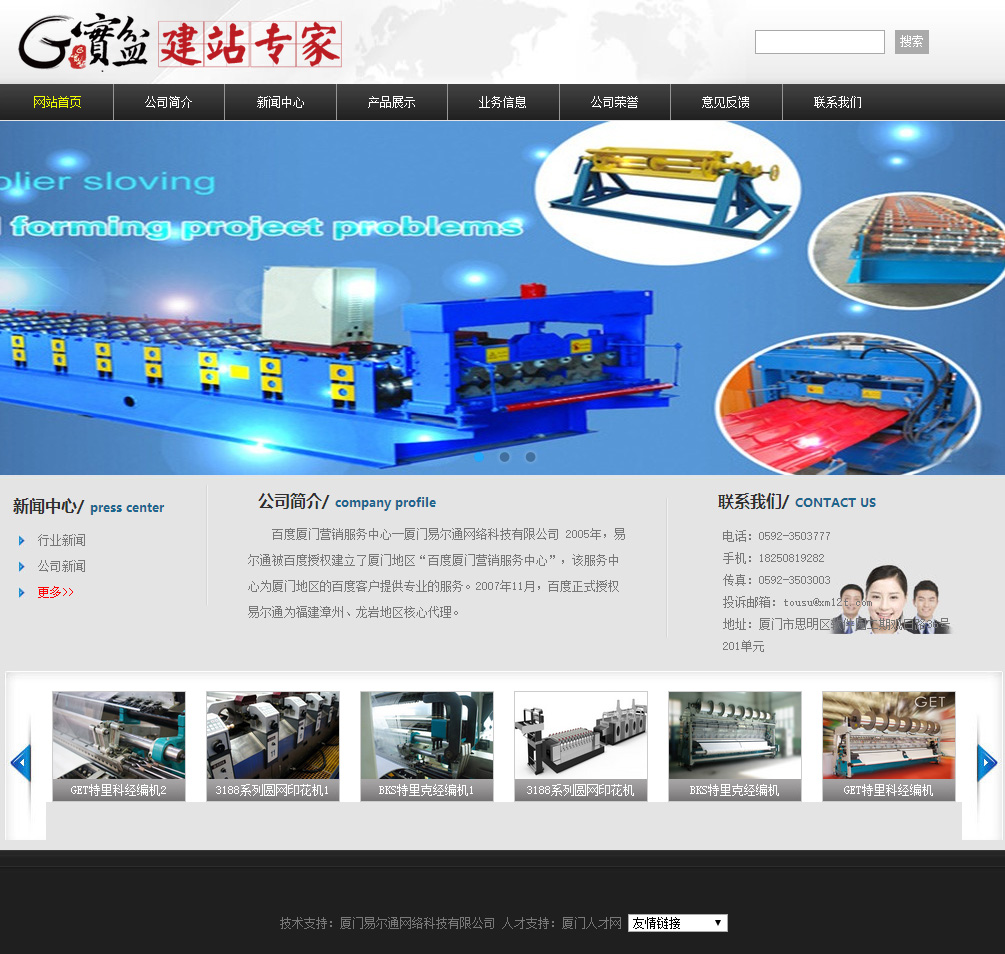 G寶盆 建站专家
搜索
网站首页 公司简介 新闻中心 产品展示 业务信息 公司荣誉 意见反馈 联系我们
plier sloving
forming project problems
新闻中心/ press center
行业新闻
公司新闻
更多>>
公司简介/ company profile
百度厦门营销服务中心—厦门易尔通网络科技有限公司 2005年，易
尔通被百度授权建立了厦门地区“百度厦门营销服务中心”，该服务中
心为厦门地区的百度客户提供专业的服务。2007年11月，百度正式授权
易尔通为福建漳州、龙岩地区核心代理。
联系我们/ CONTACT US
电话：0592-3503777
手机：18250819282
传真：0592-3503003
投诉邮箱：tousu@xm12t.com
地址：厦门市思明区软件园二期观日路36号
201单元
GET
GET特里科经编机2 3188系列圆网印花机1 BKS特里克经编机1 3188系列圆网印花机 BKS特里克经编机 GET特里科经编机
技术支持：厦门易尔通网络科技有限公司 人才支持：厦门人才网 友情链接